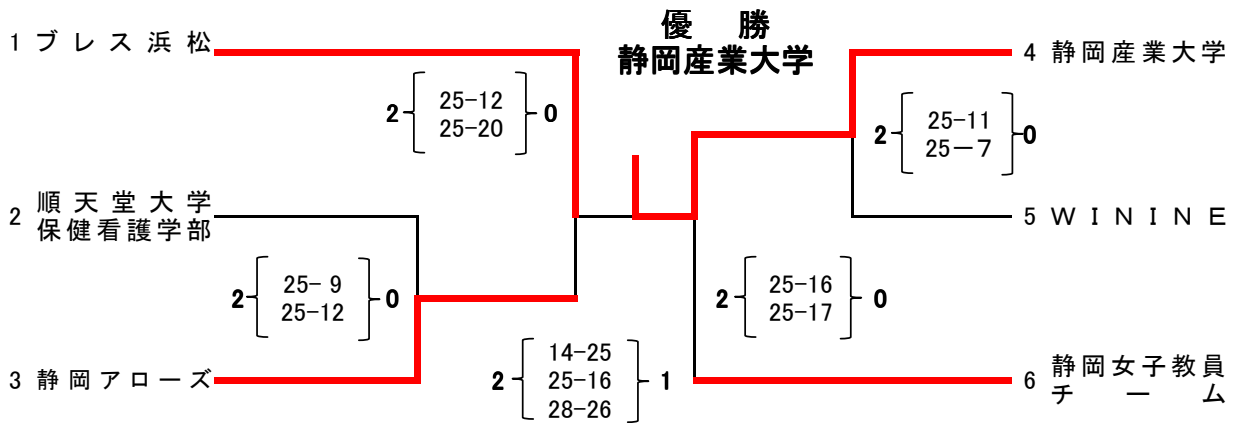 優 勝
静岡産業大学
1 ブレス浜松
2 { 25-12 25-20 } 0
2 順天堂大学
保健看護学部
2 { 25- 9 25-12 } 0
3 静岡アローズ
2 { 14-25 25-16 28-26 } 1
4 静岡産業大学
2 { 25-11 25-7 } 0
5 WININE
2 { 25-16 25-17 } 0
6 静岡女子教員
チーム